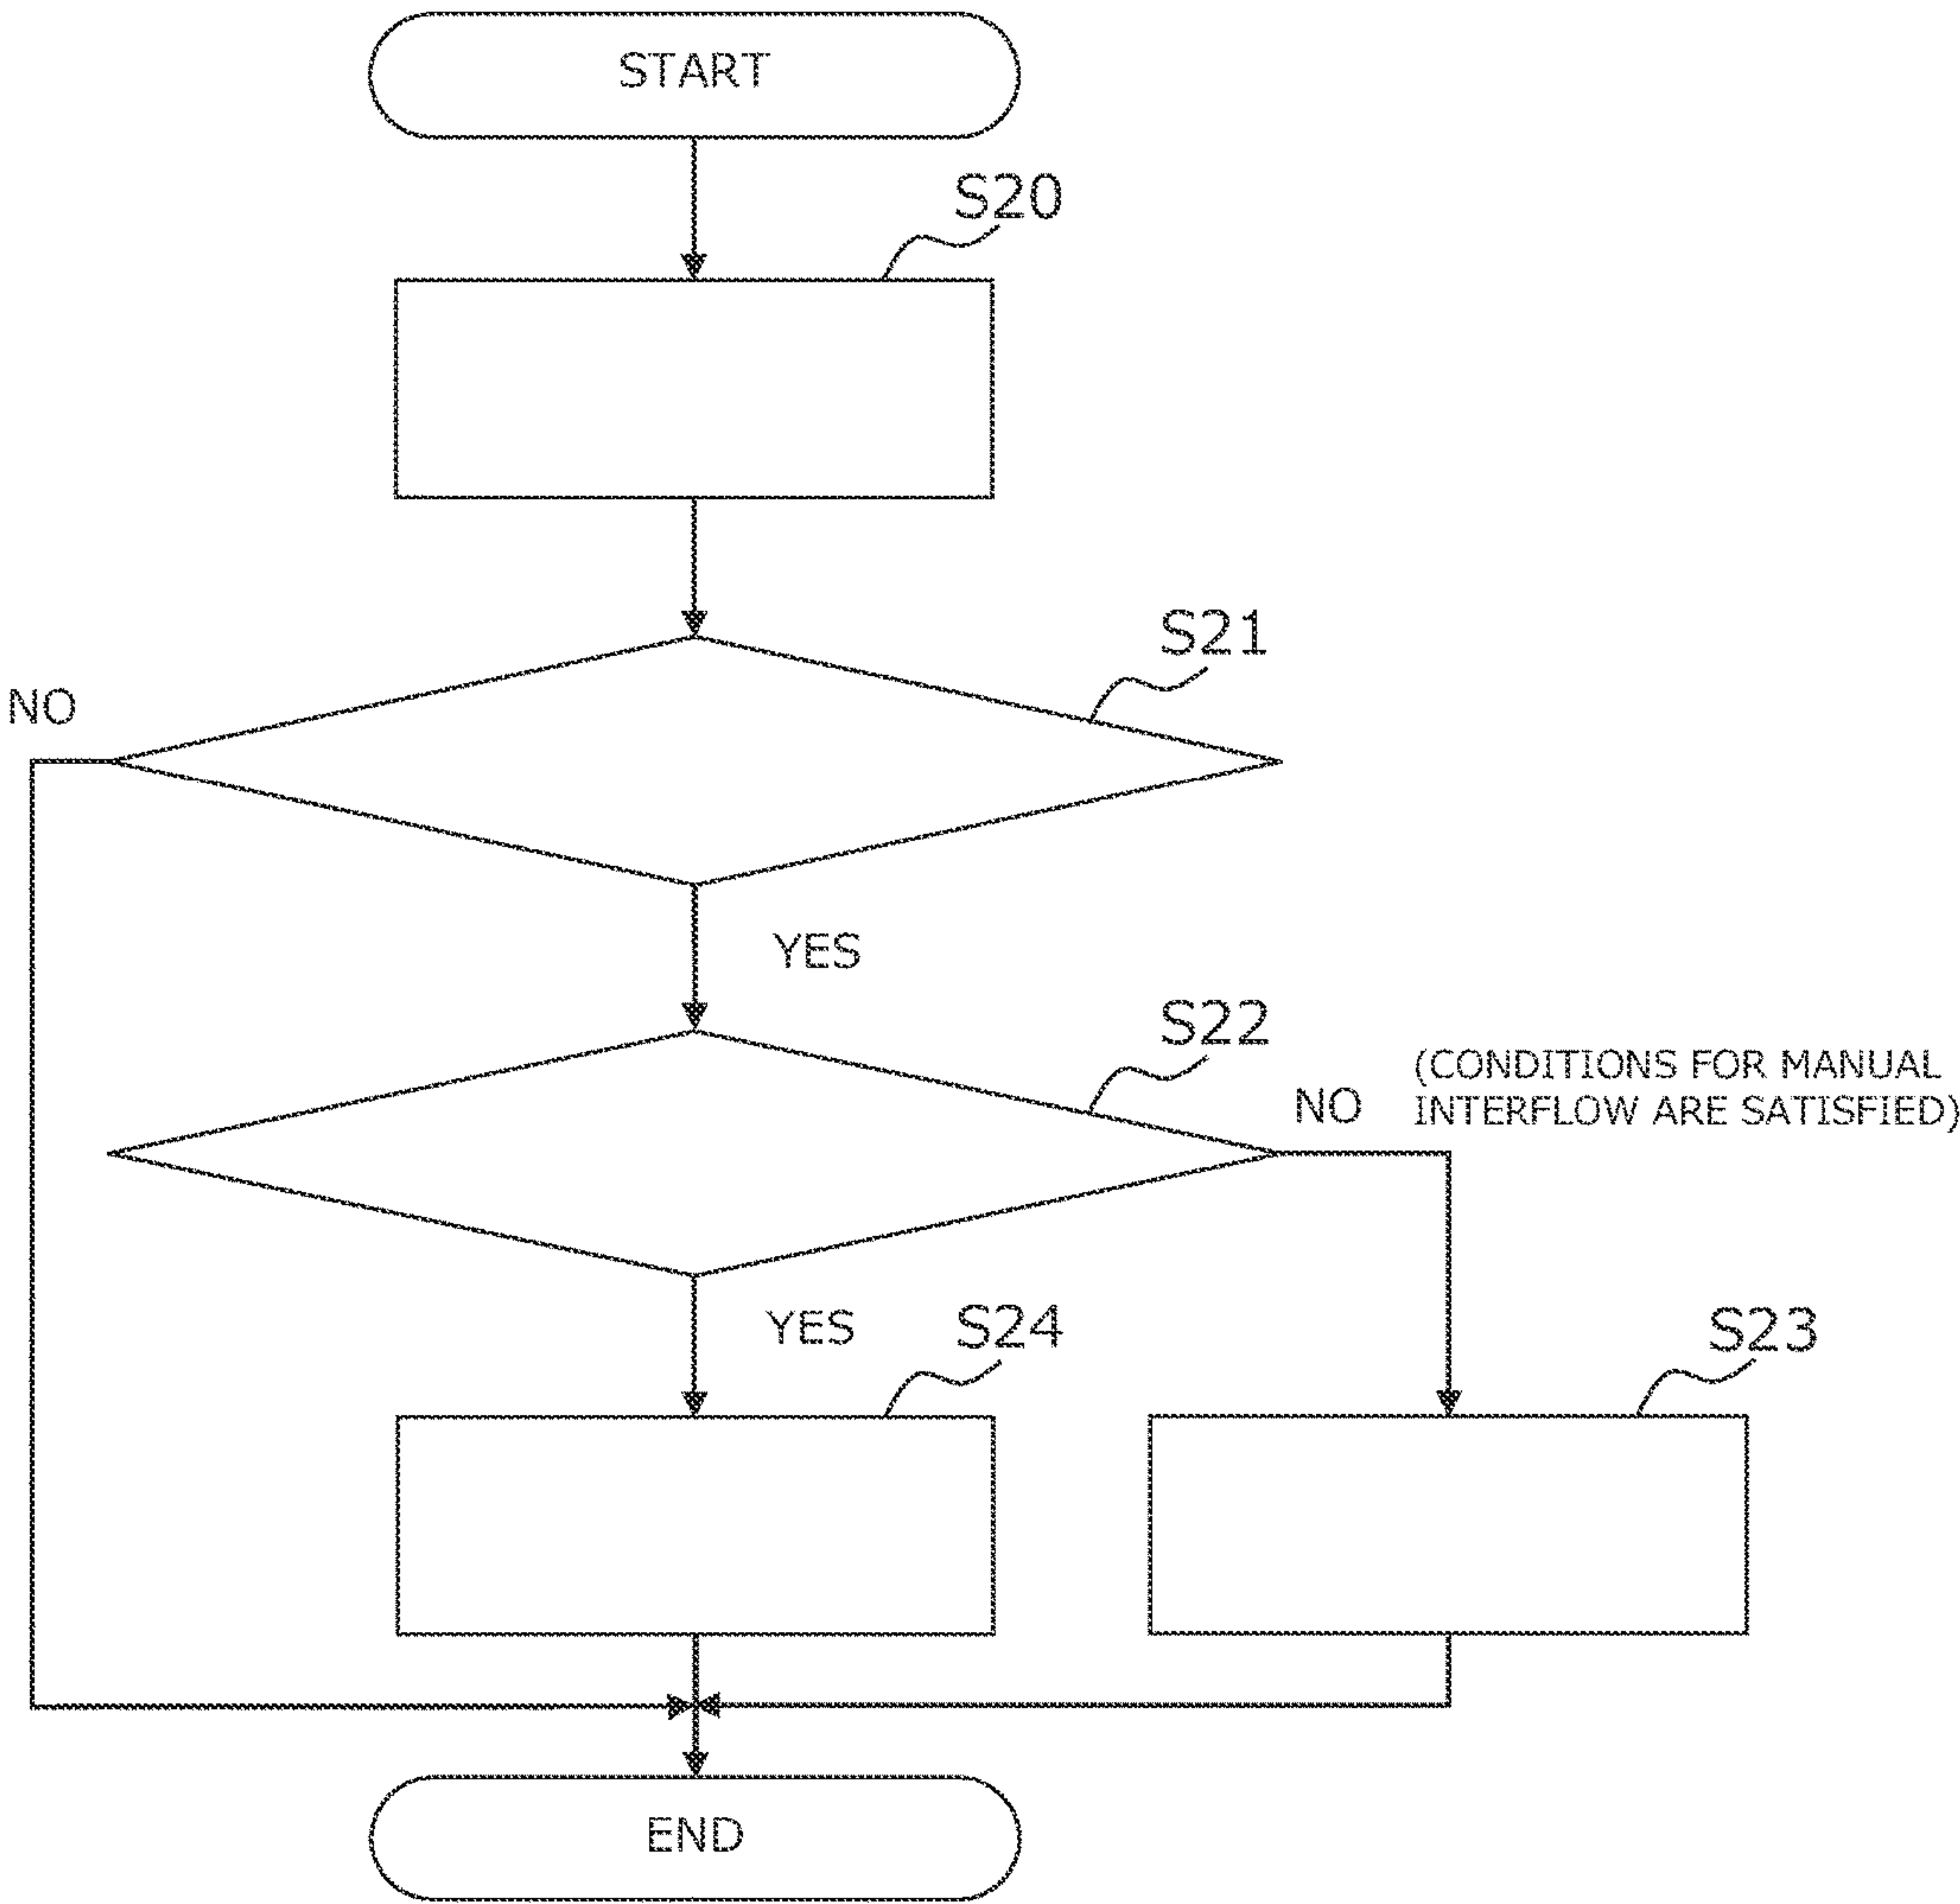 START
S20
S21
NO
YES
S22
NO
(CONDITIONS FOR MANUAL
INTERFLOW ARE SATISFIED)
YES
S24
S23
END